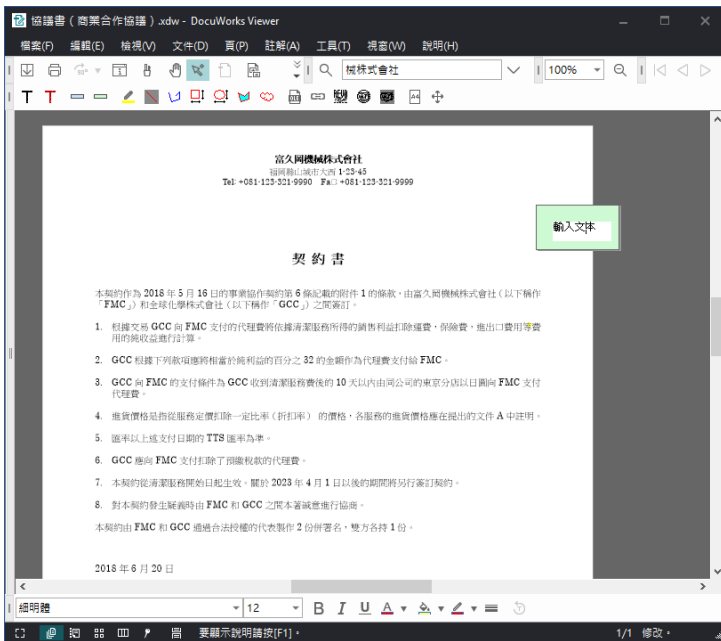 協議書 ( 商業合作協議 ) .xdw - DocuWorks Viewer
檔案(F) 編輯(E) 檢視(V) 文件(D) 頁(P) 註解(A) 工具(T) 視窗(W) 說明(H)
械株式會社 100%
T T
富久岡機械株式會社
福岡縣山城市大西 1-23-45
Tel: +081-123-321-9990 Fa□ +081-123-321-9999
輸入文本
契 約 書
本契約作為 2018 年 5 月 16 日的事業協作契約第 6 條記載的附件 1 的條款,由富久岡機械株式會社(以下稱作
「FMC」)和全球化學株式會社(以下稱作「GCC」)之間簽訂。
1. 根據交易 GCC 向 FMC 支付的代理費將依據清潔服務所得的銷售利益扣除運費,保險費,進出口費用等費
用的純收益進行計算。
2. GCC 根據下列款項應將相當於純利益的百分之 32 的金額作為代理費支付給 FMC。
3. GCC 向 FMC 的支付條件為 GCC 收到清潔服務費後的 10 天以內由同公司的東京分店以日圓向 FMC 支付
代理費。
4. 進貨價格是指從服務定價扣除一定比率(折扣率) 的價格,各服務的進貨價格應在提出的文件 A 中註明。
5. 匯率以上述支付日期的 TTS 匯率為準。
6. GCC 應向 FMC 支付扣除了預繳稅款的代理費。
7. 本契約從清潔服務開始日起生效。關於 2023 年 4 月 1 日以後的期間將另行簽訂契約。
8. 對本契約發生疑義時由 FMC 和 GCC 之間本著誠意進行協商。
本契約由 FMC 和 GCC 通過合法授權的代表製作 2 份併署名,雙方各持 1 份。
2018 年 6 月 20 日
細明體 12 B I U A
要顯示說明請按[F1]。 1/1 修改。